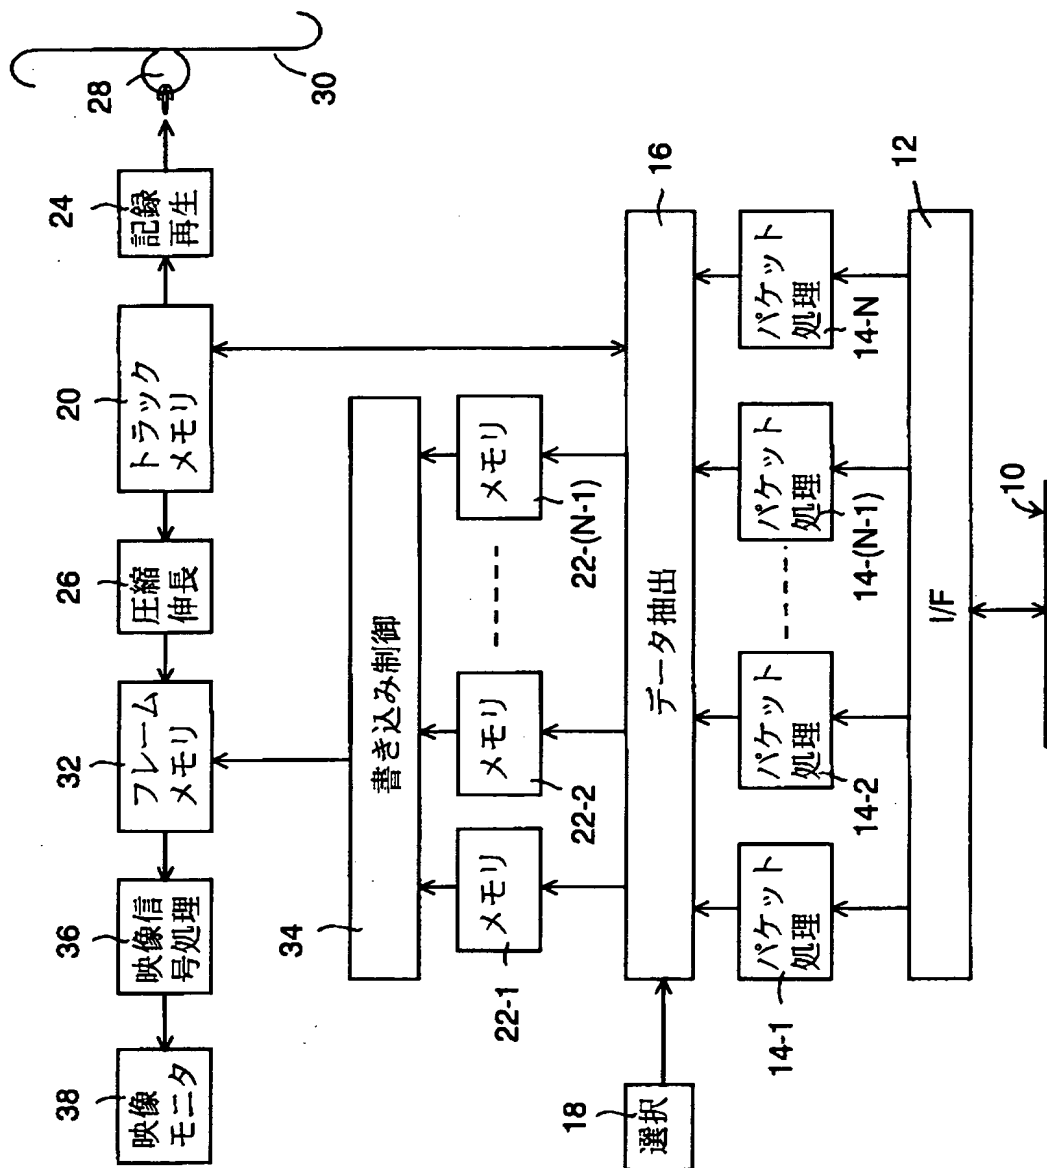 38
映像
モニタ
36
映像信
号処理
32
フレーム
メモリ
26
圧縮
伸長
20
トラック
メモリ
24
記録
再生
28
30
34
書き込み制御
メモリ
22-1
メモリ
22-2
メモリ
22-(N-1)
18
選択
データ抽出
16
パケット
処理
14-1
パケット
処理
14-2
パケット
処理
14-(N-1)
パケット
処理
14-N
I/F
12
10